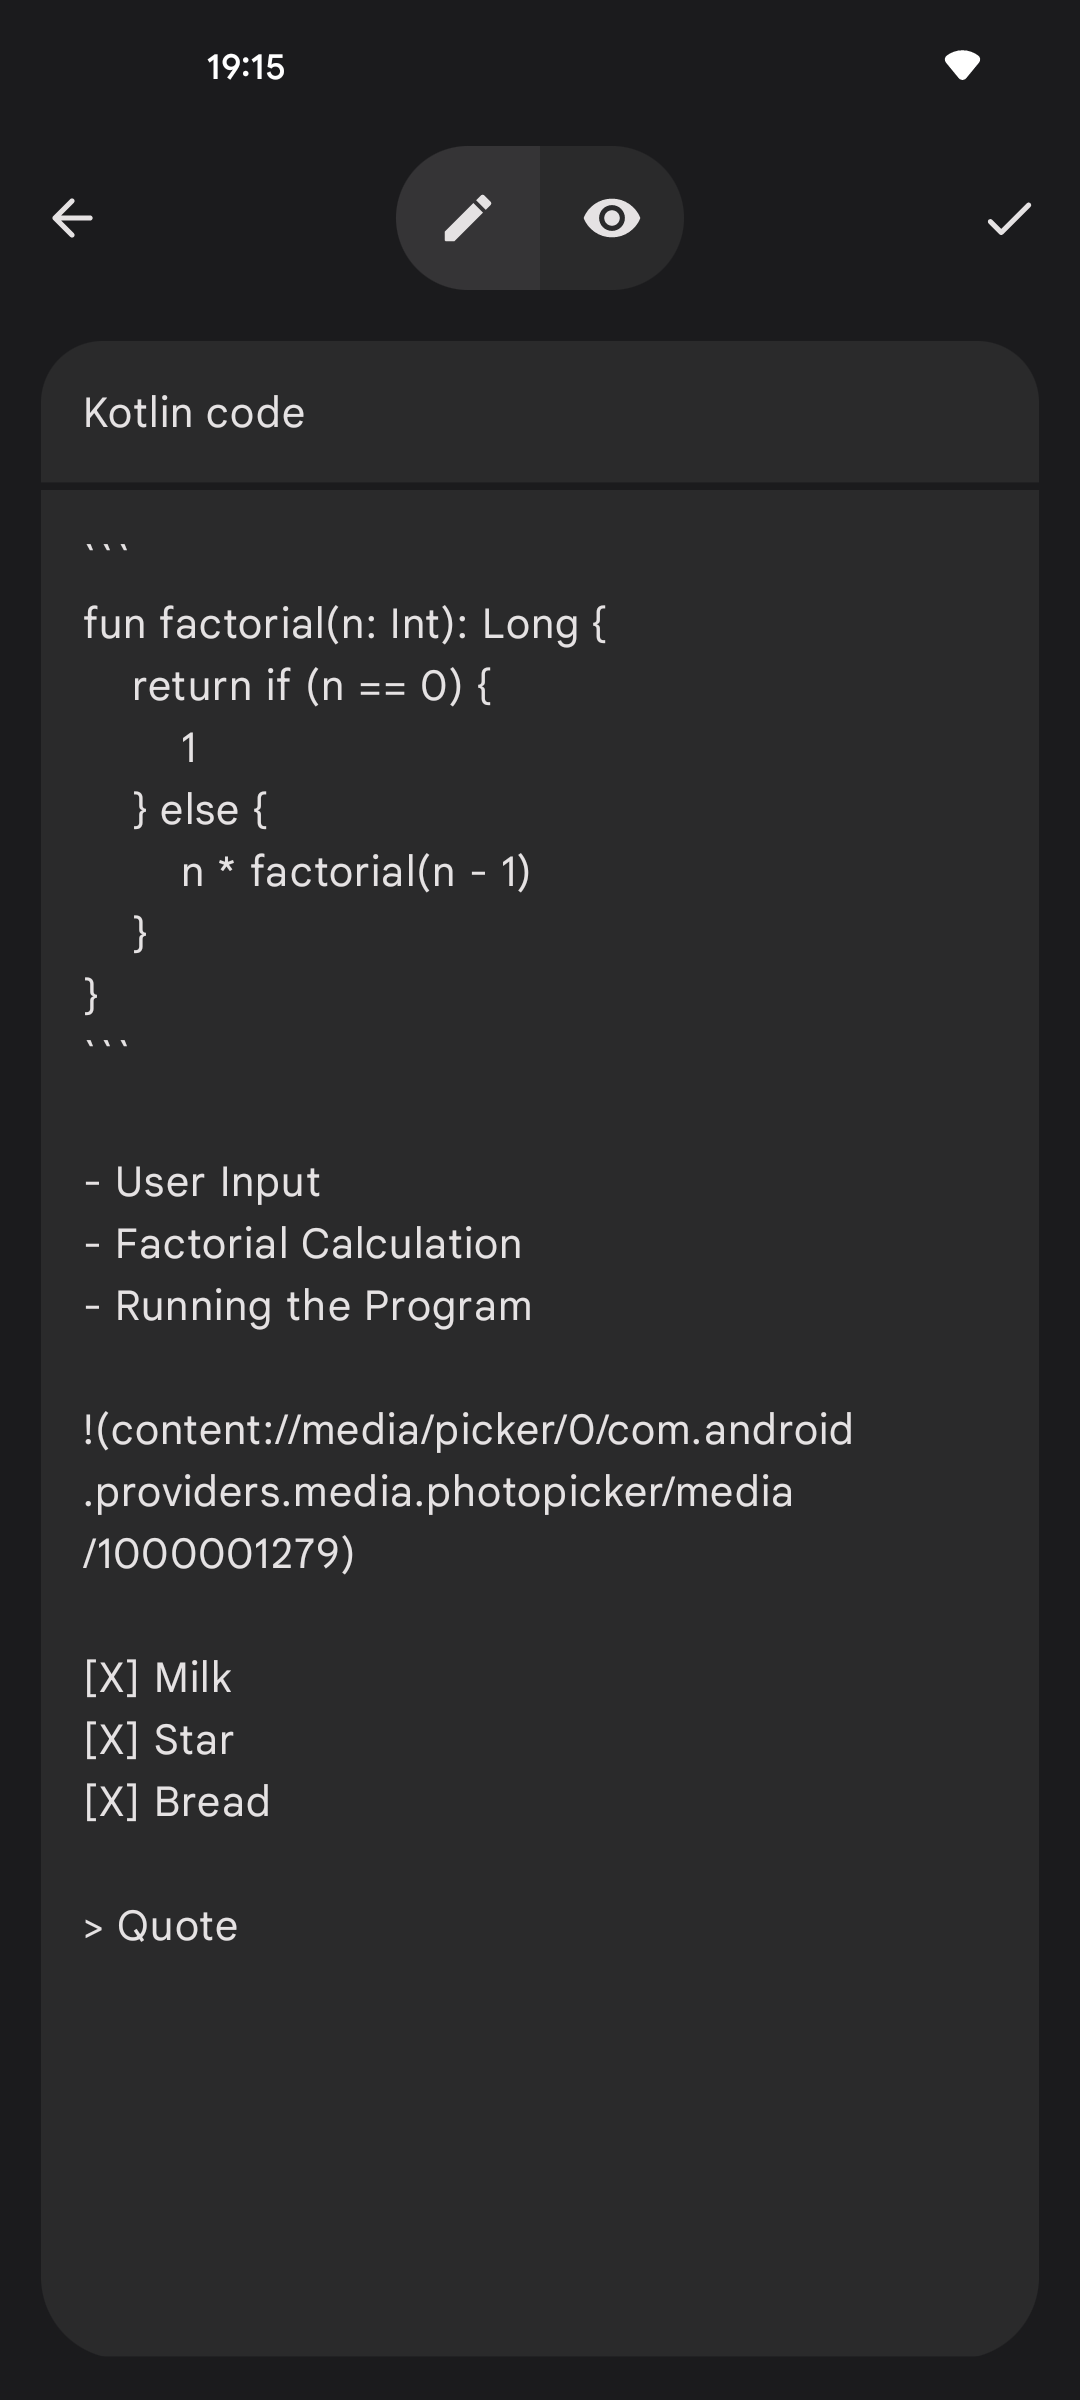 19:15
Kotlin code
```
fun factorial(n: Int): Long {
    return if (n == 0) {
        1
    } else {
        n * factorial(n - 1)
    }
}
```
- User Input
- Factorial Calculation
- Running the Program
!(content://media/picker/0/com.android
.providers.media.photopicker/media
/1000001279)
[X] Milk
[X] Star
[X] Bread
> Quote